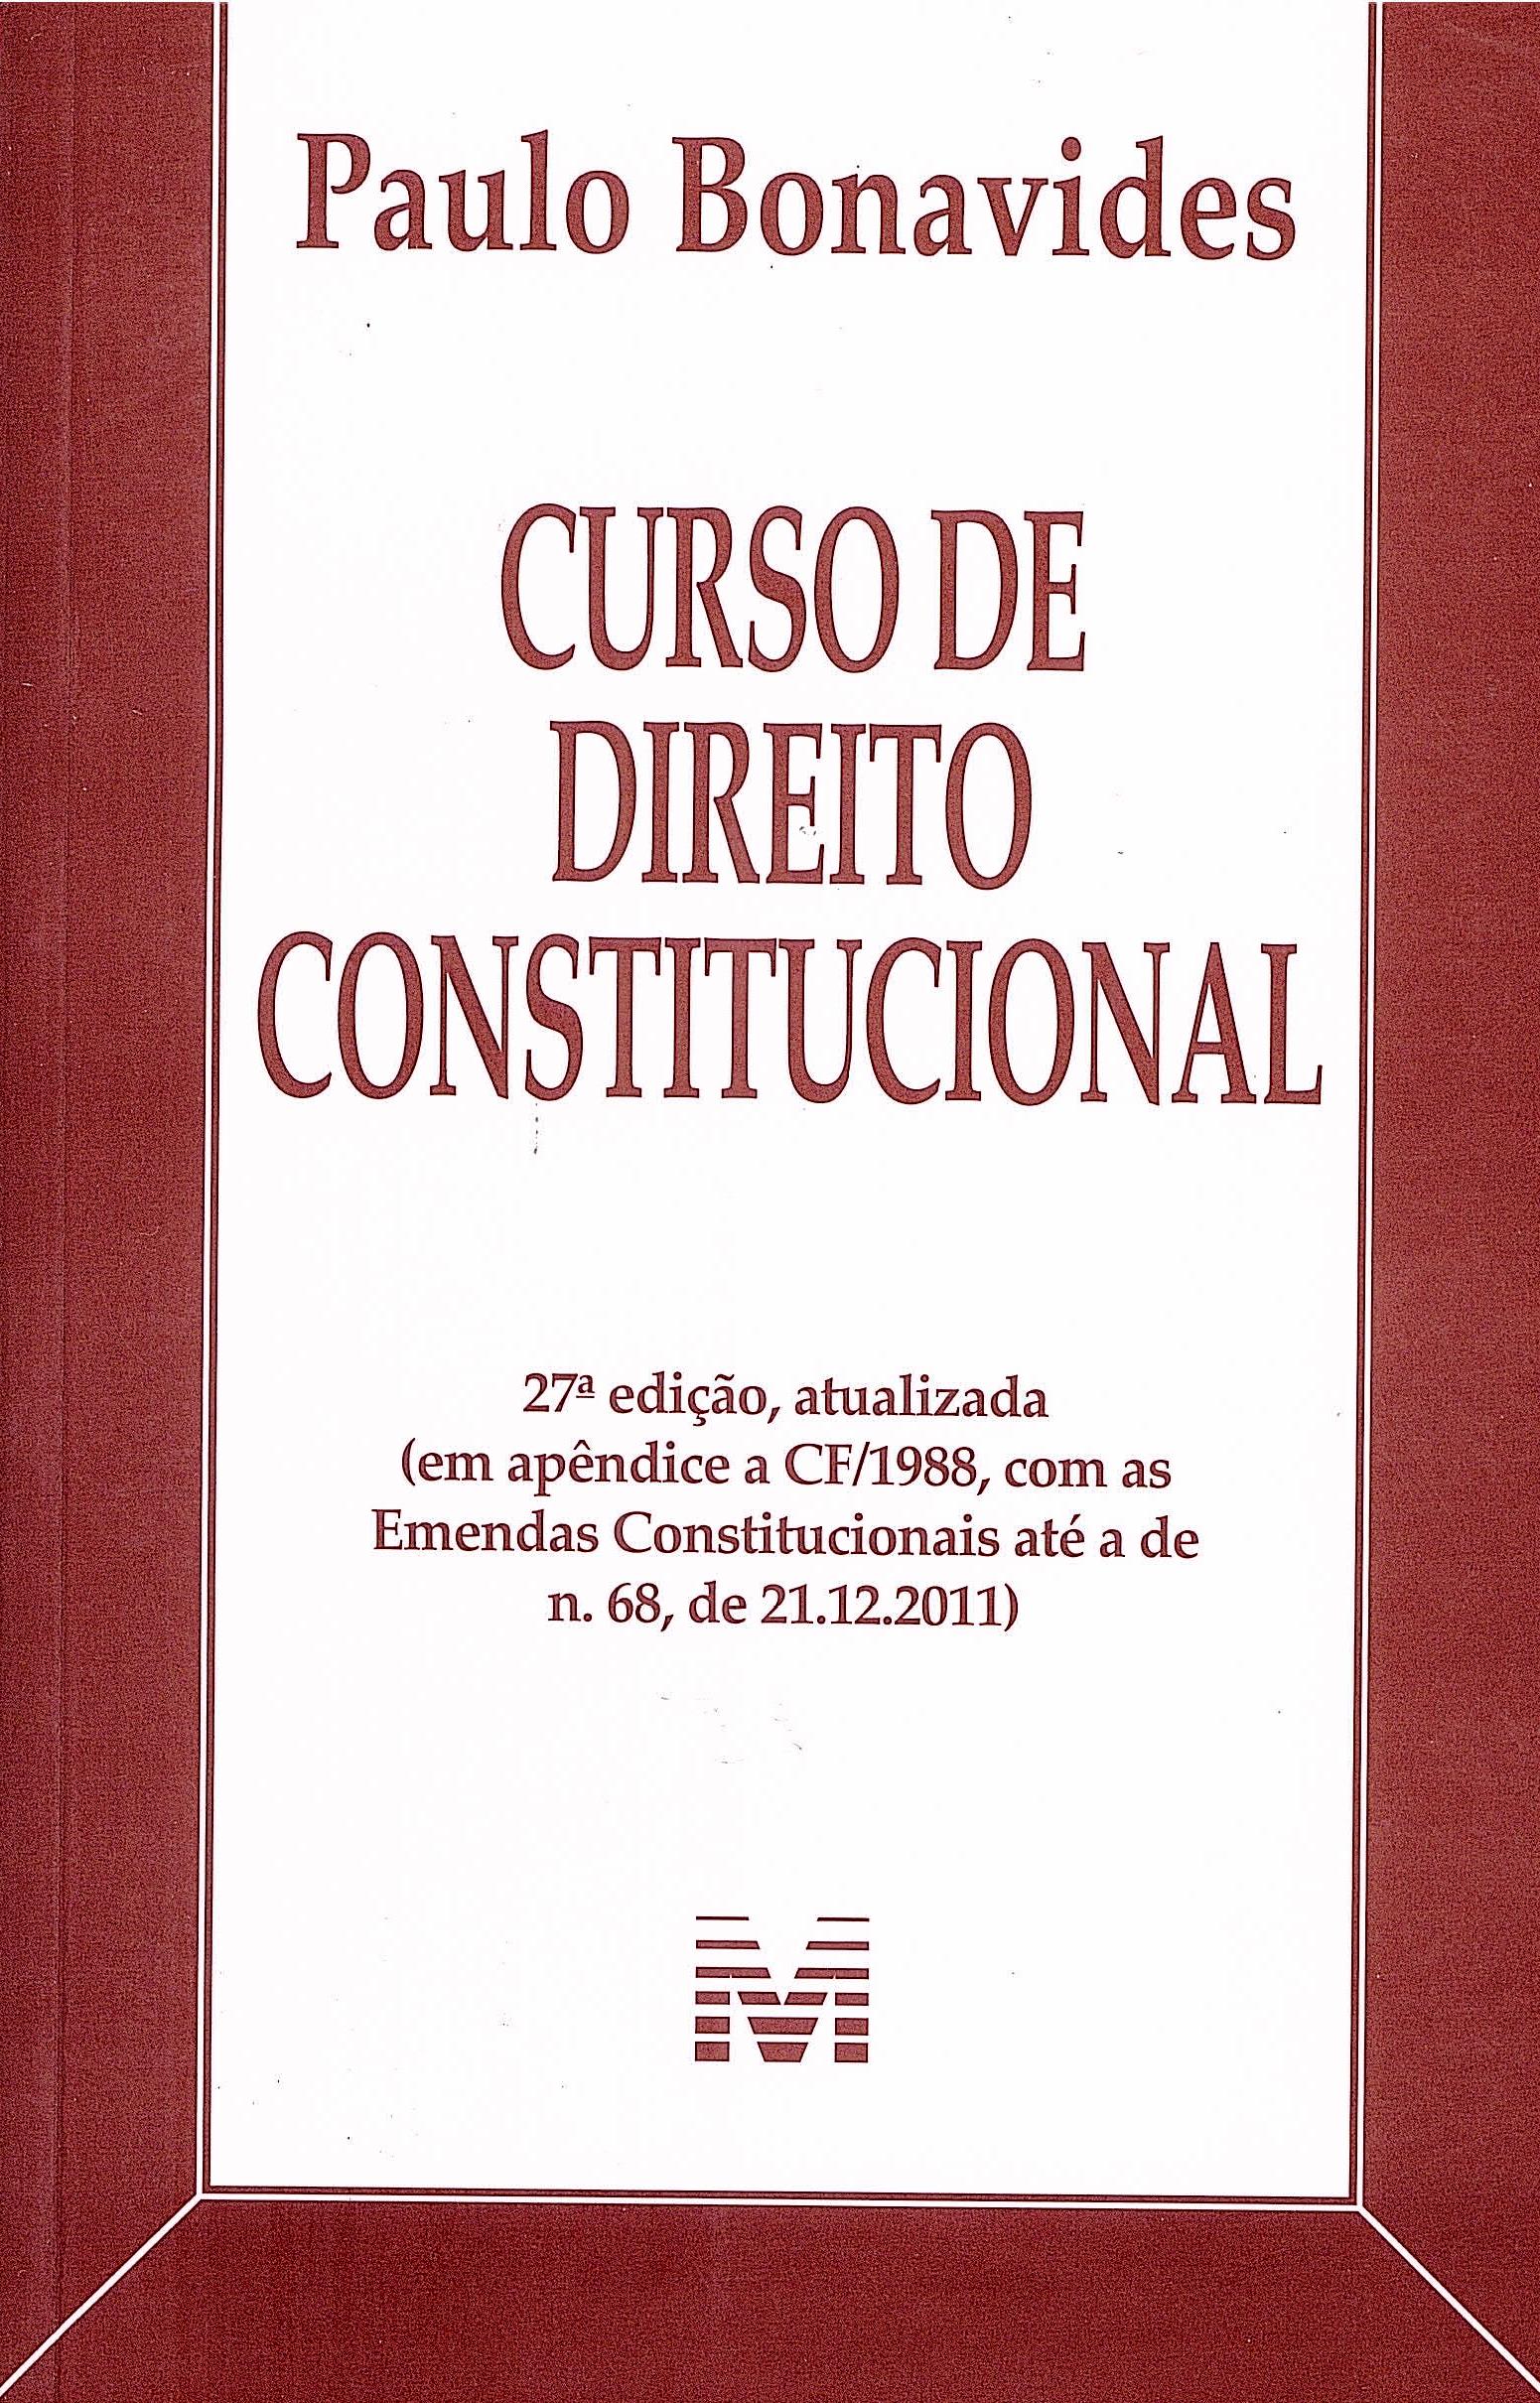 Paulo Bonavides
CURSO DE
DIREITO
CONSTITUCIONAL
27ª edição, atualizada
(em apêndice a CF/1988, com as
Emendas Constitucionais até a de
n. 68, de 21.12.2011)
M